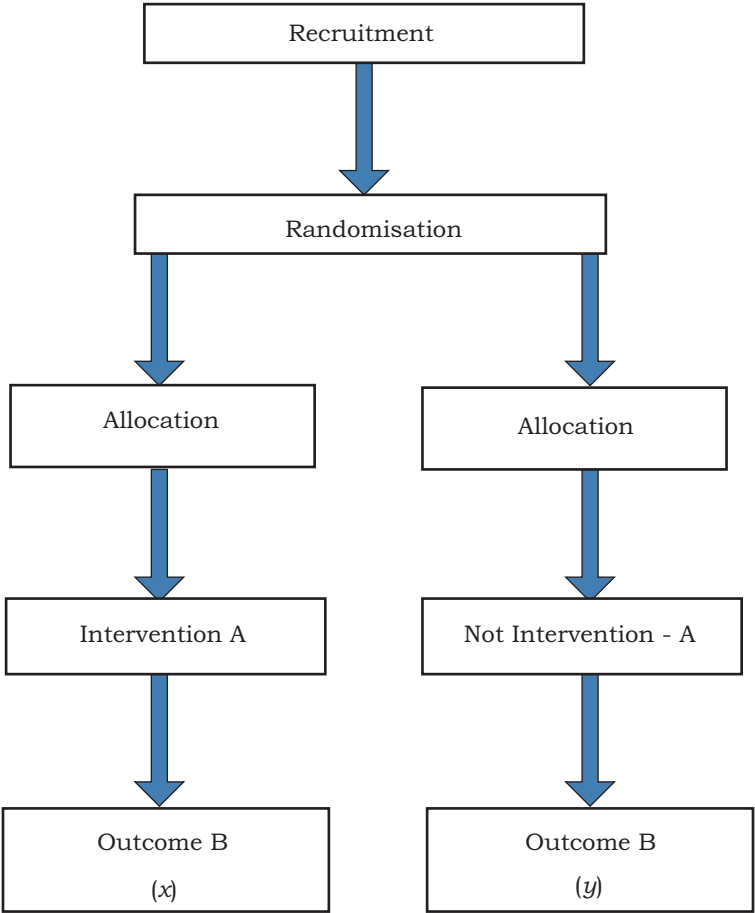 Recruitment
Randomisation
Allocation
Allocation
Intervention A
Not Intervention - A
Outcome B
(x)
Outcome B
(y)